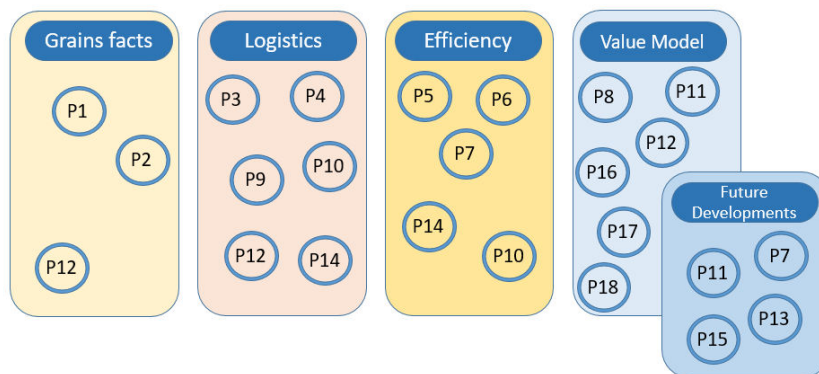 Grains facts
P1
P2
P12
Logistics
P3
P4
P9
P10
P12
P14
Efficiency
P5
P6
P7
P14
P10
Value Model
P8
P11
P12
P16
P17
P18
Future
Developments
P7
P11
P13
P15